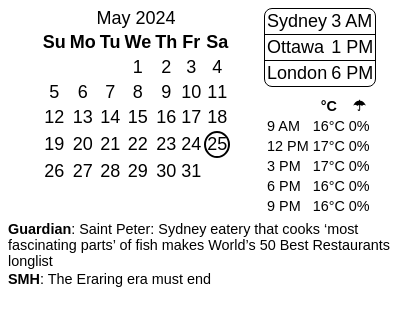 May 2024
Su Mo Tu We Th Fr Sa
1 2 3 4
5 6 7 8 9 10 11
12 13 14 15 16 17 18
19 20 21 22 23 24 25
26 27 28 29 30 31
Sydney 3 AM
Ottawa 1 PM
London 6 PM
°C ☂
9 AM 16°C 0%
12 PM 17°C 0%
3 PM 17°C 0%
6 PM 16°C 0%
9 PM 16°C 0%
Guardian: Saint Peter: Sydney eatery that cooks ‘most
fascinating parts’ of fish makes World’s 50 Best Restaurants
longlist
SMH: The Eraring era must end